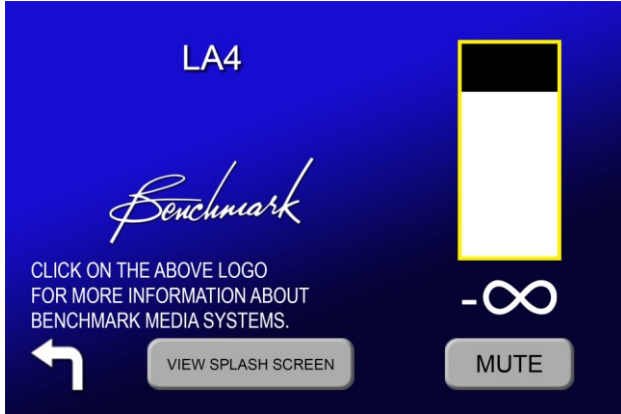 LA4
Benchmark
CLICK ON THE ABOVE LOGO
FOR MORE INFORMATION ABOUT
BENCHMARK MEDIA SYSTEMS.
-∞
VIEW SPLASH SCREEN
MUTE